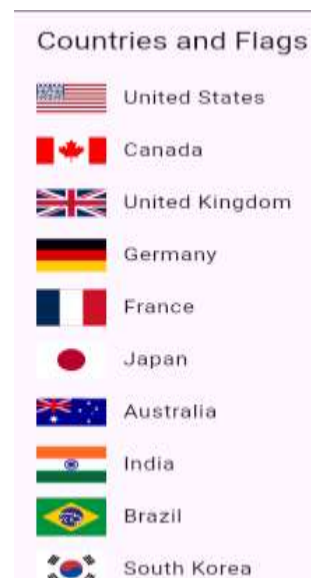 Countries and Flags
United States
Canada
United Kingdom
Germany
France
Japan
Australia
India
Brazil
South Korea